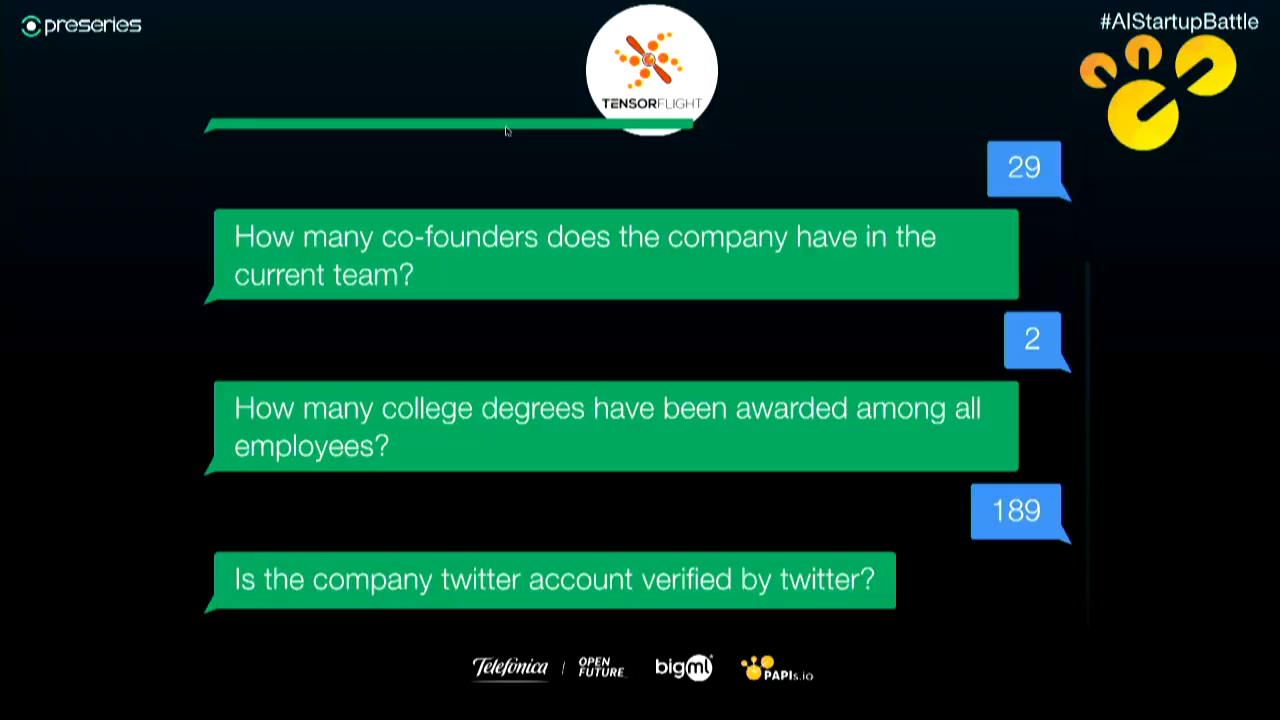 preseries
#AIStartupBattle
TENSORFLIGHT
29
How many co-founders does the company have in the
current team?
2
How many college degrees have been awarded among all
employees?
189
Is the company twitter account verified by twitter?
Telefónica | OPEN FUTURE_ bigml PAPIs.io